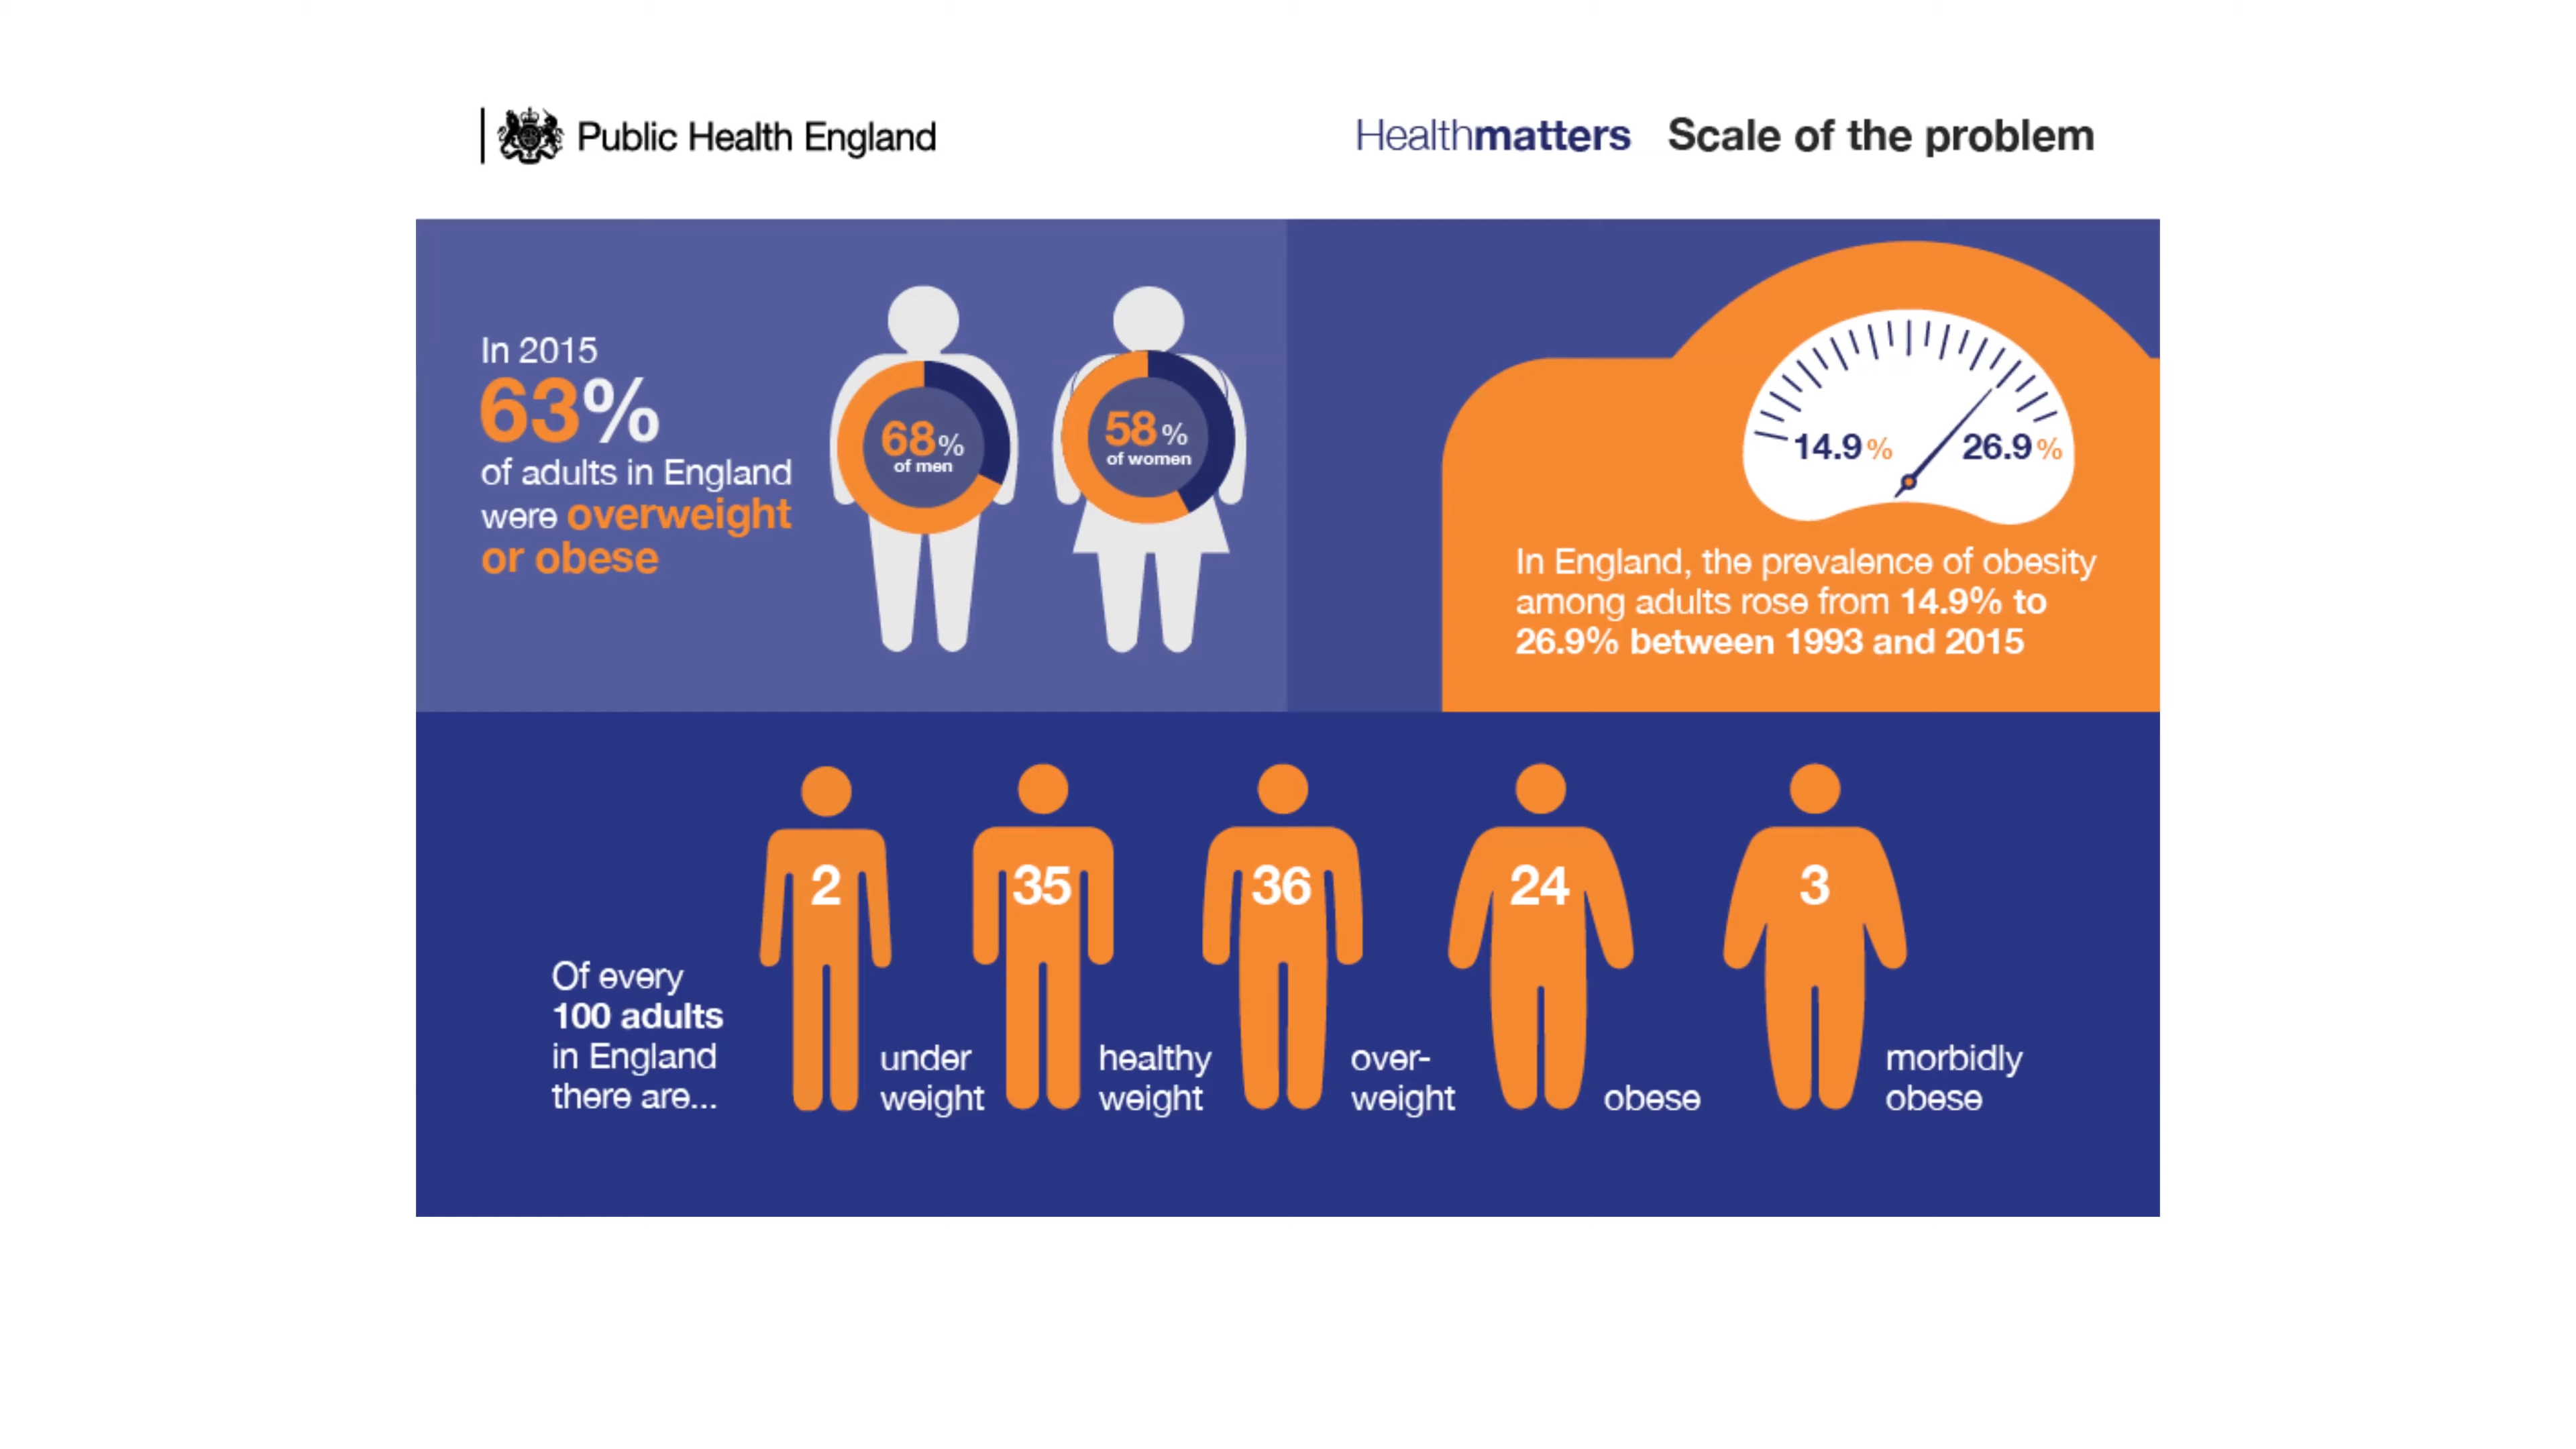 Public Health England
Healthmatters Scale of the problem
In 2015
63%
of adults in England
were overweight
or obese
68%
of men
58%
of women
14.9% 26.9%
In England, the prevalence of obesity
among adults rose from 14.9% to
26.9% between 1993 and 2015
Of every
100 adults
in England
there are...
2
under
weight
35
healthy
weight
36
over-
weight
24
obese
3
morbidly
obese